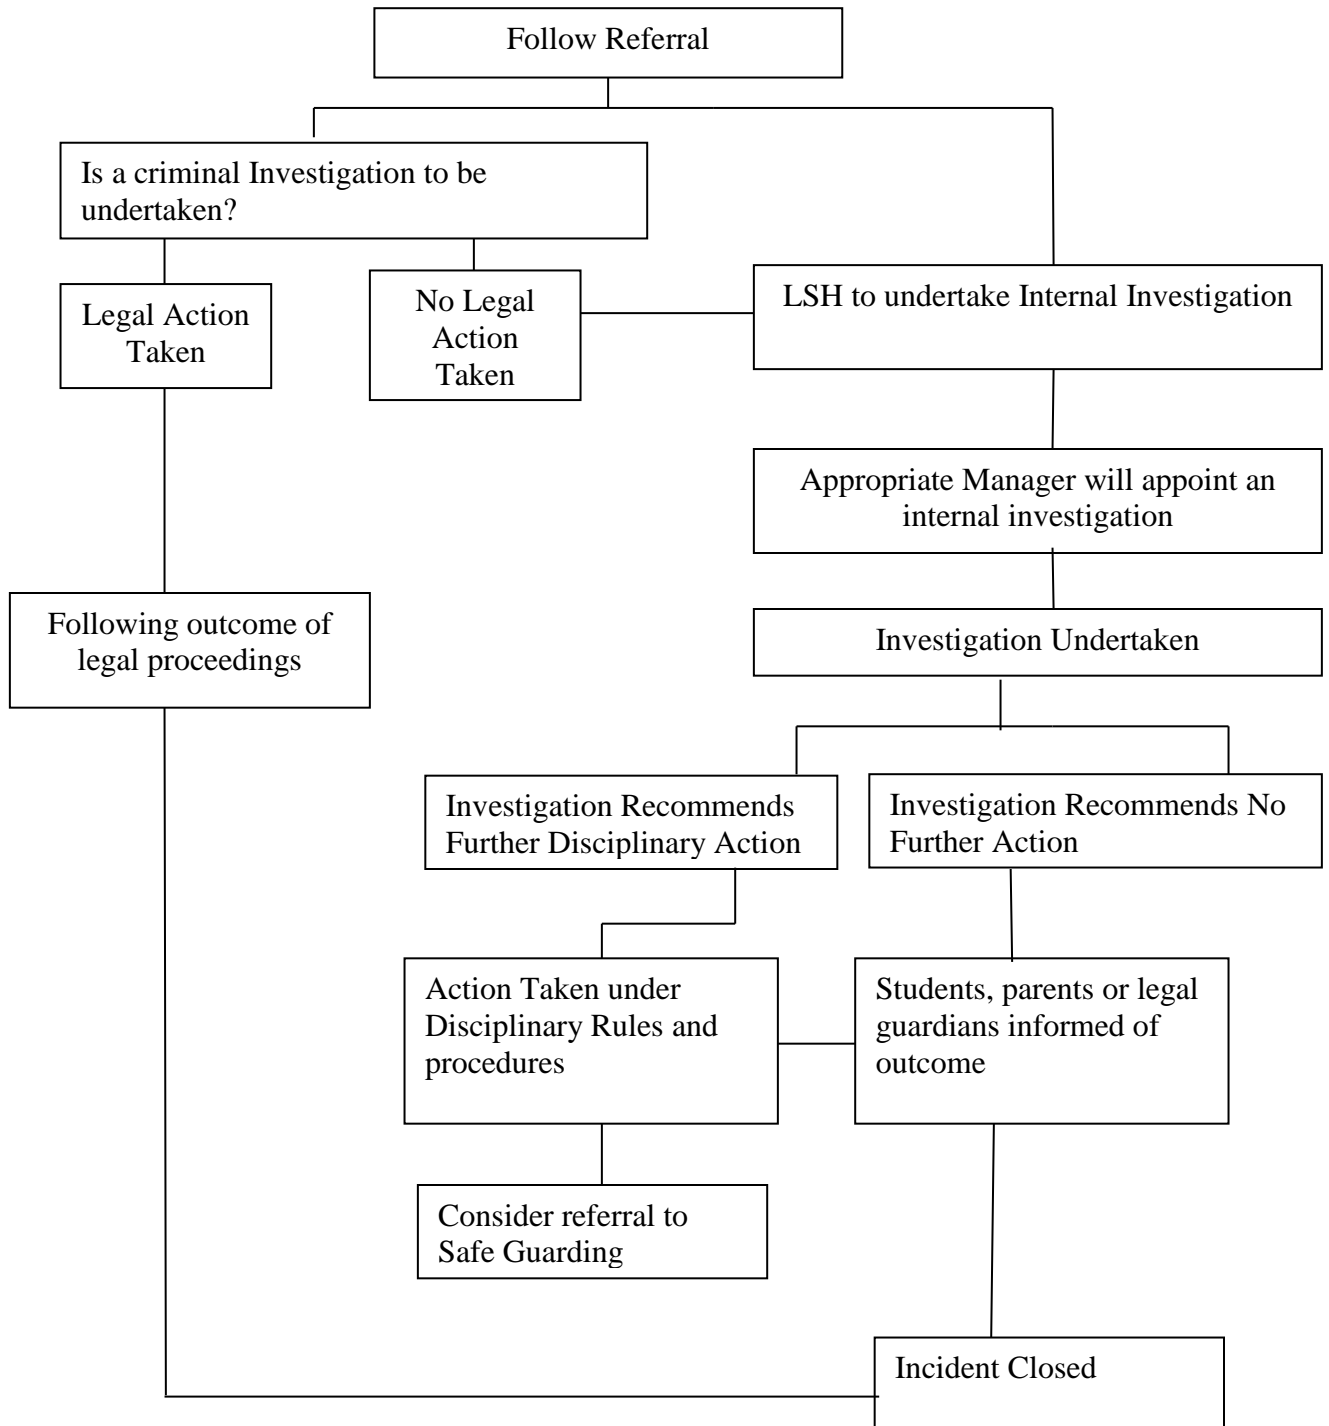 Follow Referral
Is a criminal Investigation to be
undertaken?
Legal Action
Taken
No Legal
Action
Taken
LSH to undertake Internal Investigation
Appropriate Manager will appoint an
internal investigation
Following outcome of
legal proceedings
Investigation Undertaken
Investigation Recommends
Further Disciplinary Action
Investigation Recommends No
Further Action
Action Taken under
Disciplinary Rules and
procedures
Students, parents or legal
guardians informed of
outcome
Consider referral to
Safe Guarding
Incident Closed